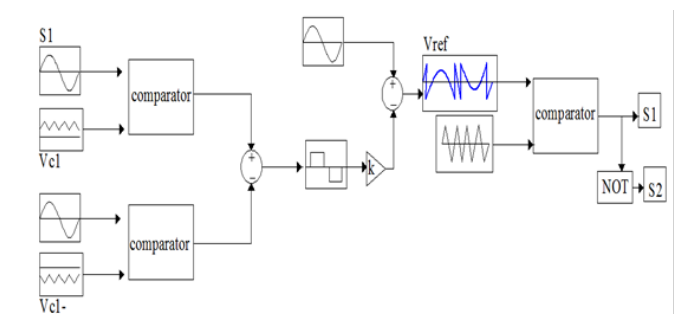 S1
Vc1
comparator
Vc1-
comparator
k
Vref
comparator
S1
NOT
S2